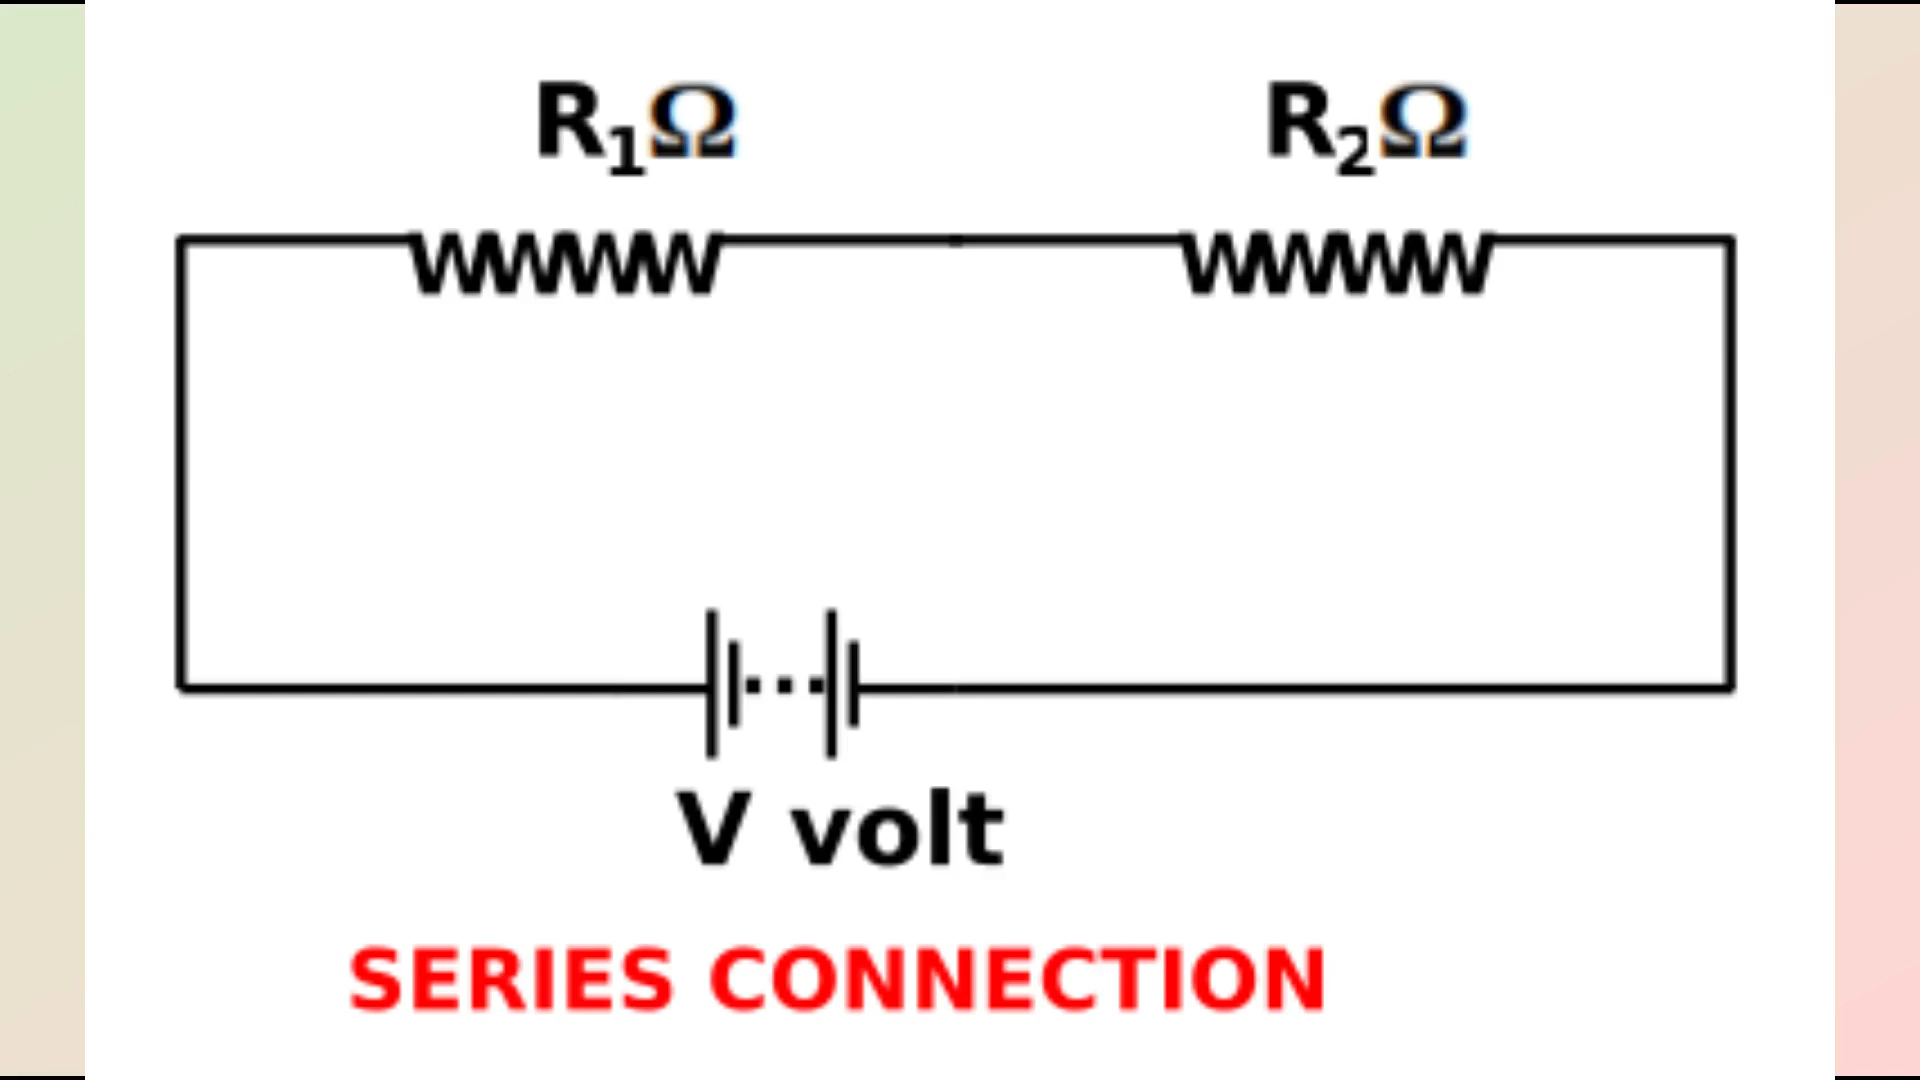 R₁Ω R₂Ω
V volt
SERIES CONNECTION